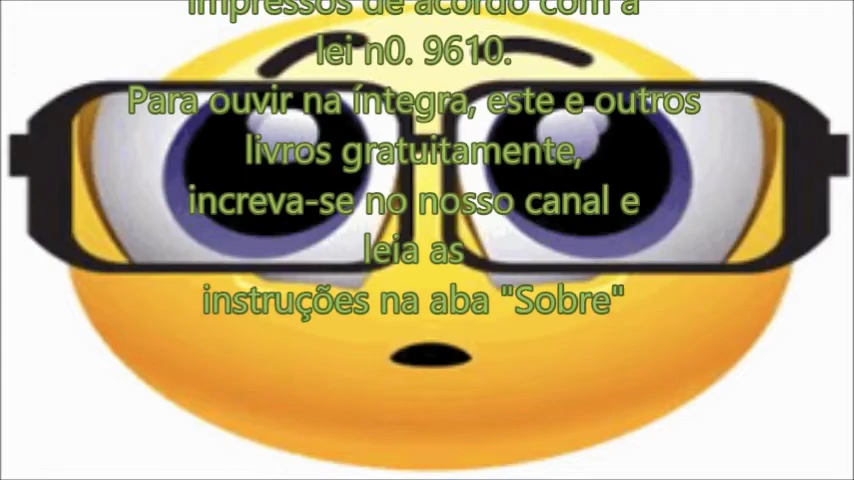 impressos de acordo com a
lei n0. 9610.
Para ouvir na íntegra, este e outros
livros gratuitamente,
increva-se no nosso canal e
leia as
instruções na aba "Sobre"